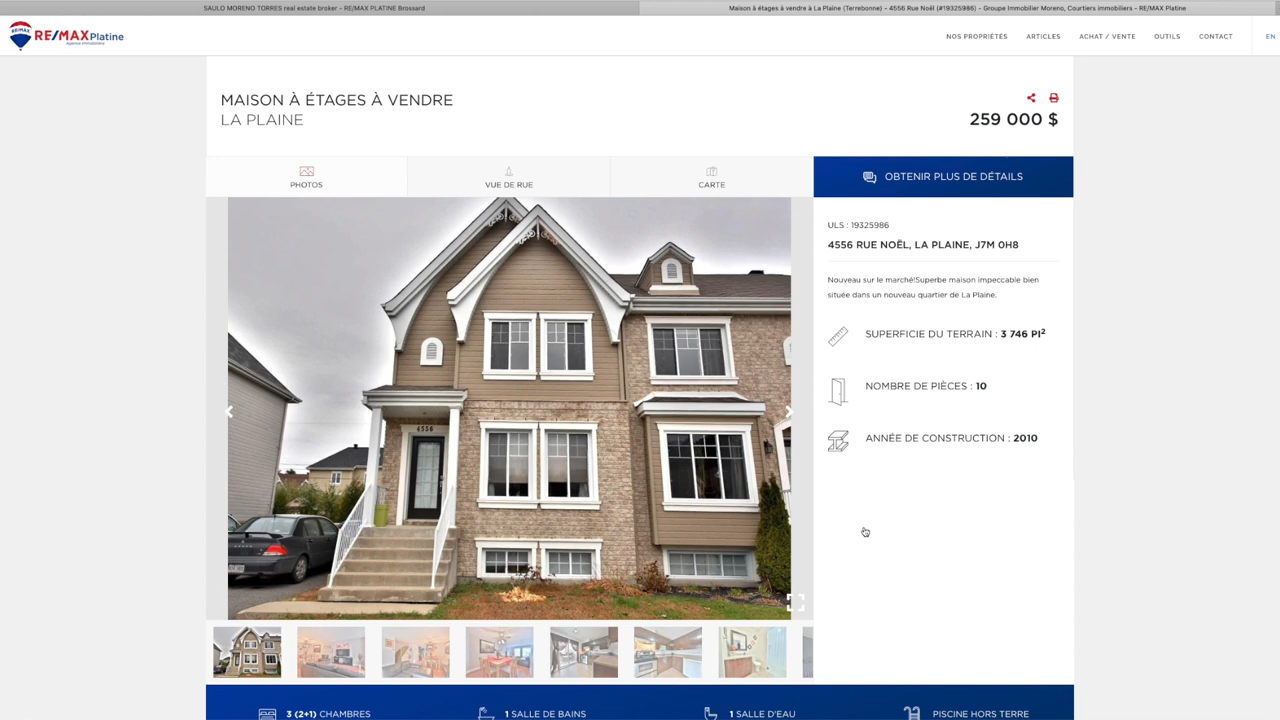 SAULO MORENO TORRES real estate broker - RE/MAX PLATINE Brossard
Maison à étages à vendre à La Plaine (Terrebonne) - 4556 Rue Noël (#19325986) - Groupe Immobilier Moreno, Courtiers immobiliers - RE/MAX Platine
RE/MAX Platine
Agence immobilière
NOS PROPRIÉTÉS
ARTICLES
ACHAT / VENTE
OUTILS
CONTACT
EN
MAISON À ÉTAGES À VENDRE
LA PLAINE
259 000 $
PHOTOS
VUE DE RUE
CARTE
OBTENIR PLUS DE DÉTAILS
ULS : 19325986
4556 RUE NOËL, LA PLAINE, J7M 0H8
Nouveau sur le marché!Superbe maison impeccable bien
située dans un nouveau quartier de La Plaine.
SUPERFICIE DU TERRAIN : 3 746 PI²
NOMBRE DE PIÈCES : 10
ANNÉE DE CONSTRUCTION : 2010
4556
3 (2+1) CHAMBRES
1 SALLE DE BAINS
1 SALLE D'EAU
PISCINE HORS TERRE